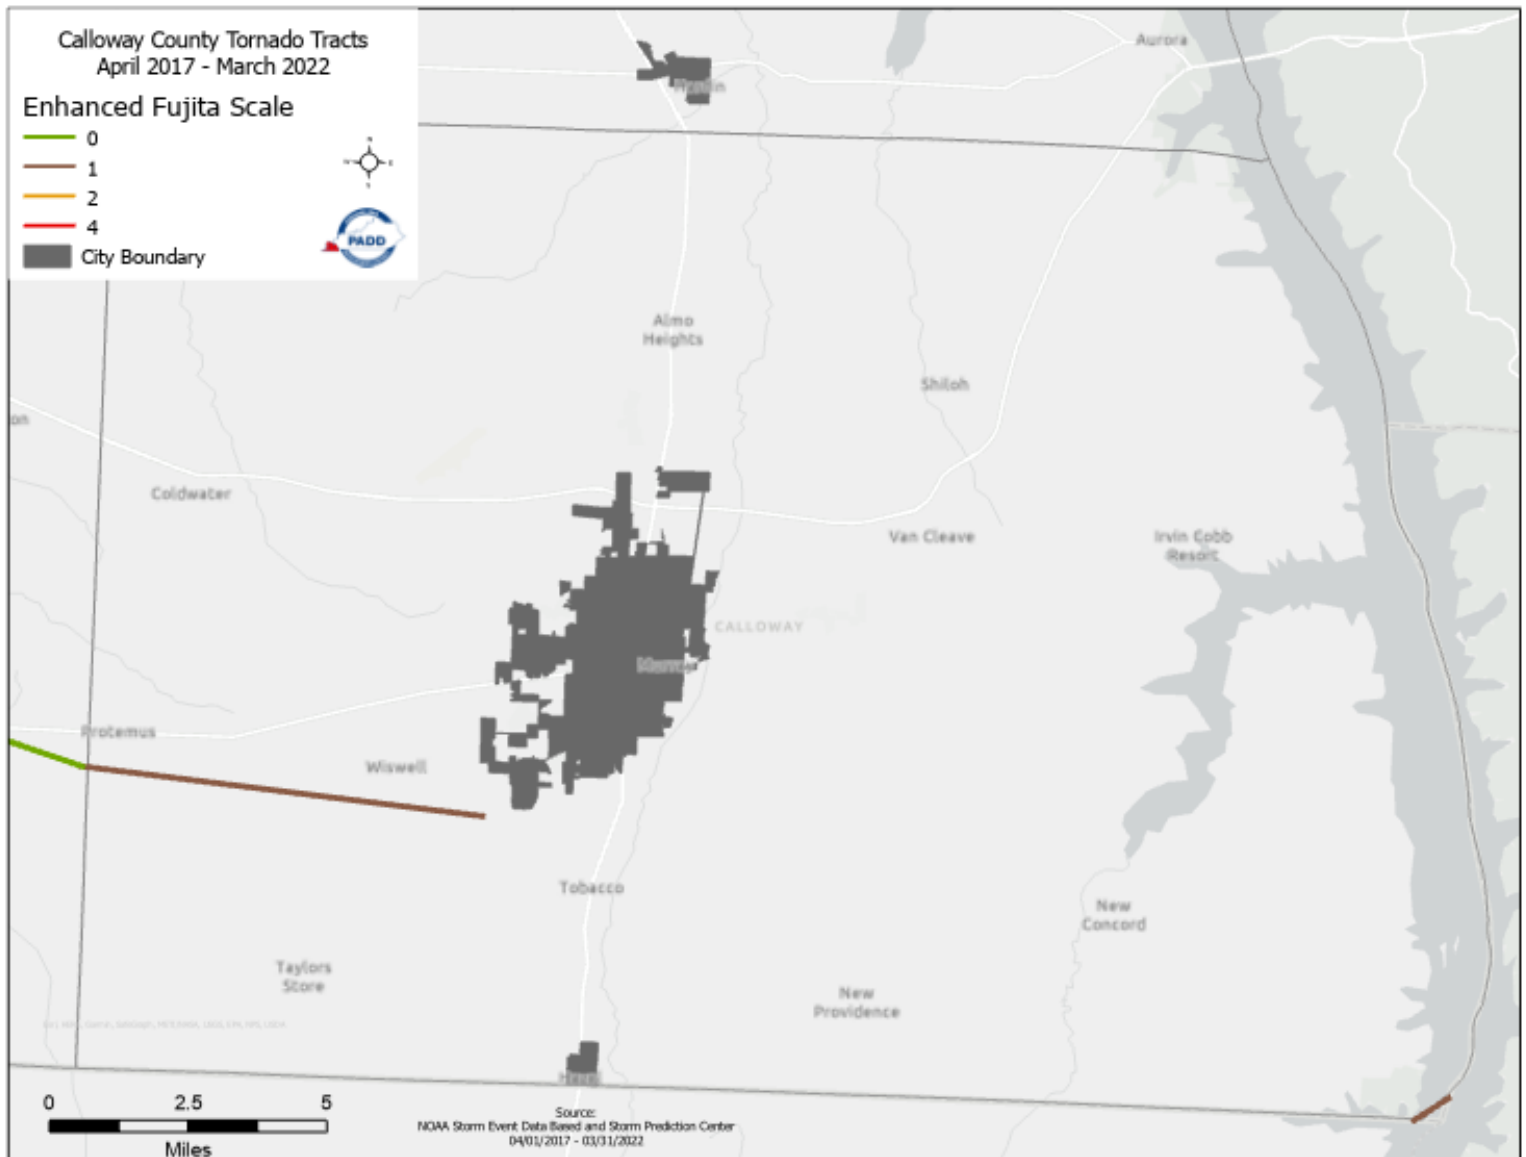 Calloway County Tornado Tracts
April 2017 - March 2022
Enhanced Fujita Scale
0
1
2
4
City Boundary
PADD
Aurora
Almo
Heights
Shiloh
Coldwater
on
Van Cleave
Irvin Cobb
Resort
CALLOWAY
Murray
Protemus
Wiswell
Tobacco
New
Concord
Taylors
Store
New
Providence
Hazel
0 2.5 5
Miles
Source:
NOAA Storm Event Data Based and Storm Prediction Center
04/01/2017 - 03/31/2022